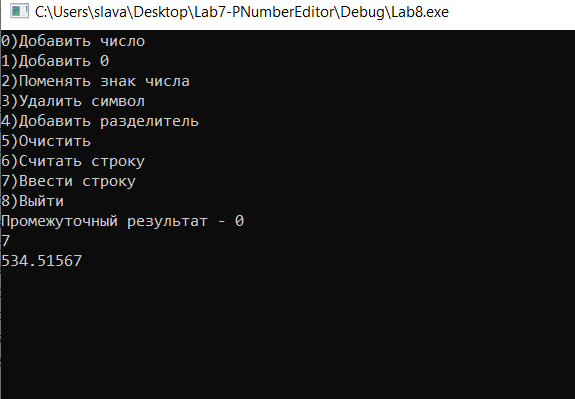 C:\Users\slava\Desktop\Lab7-PNumberEditor\Debug\Lab8.exe
0)Добавить число
1)Добавить 0
2)Поменять знак числа
3)Удалить символ
4)Добавить разделитель
5)Очистить
6)Считать строку
7)Ввести строку
8)Выйти
Промежуточный результат - 0
7
534.51567